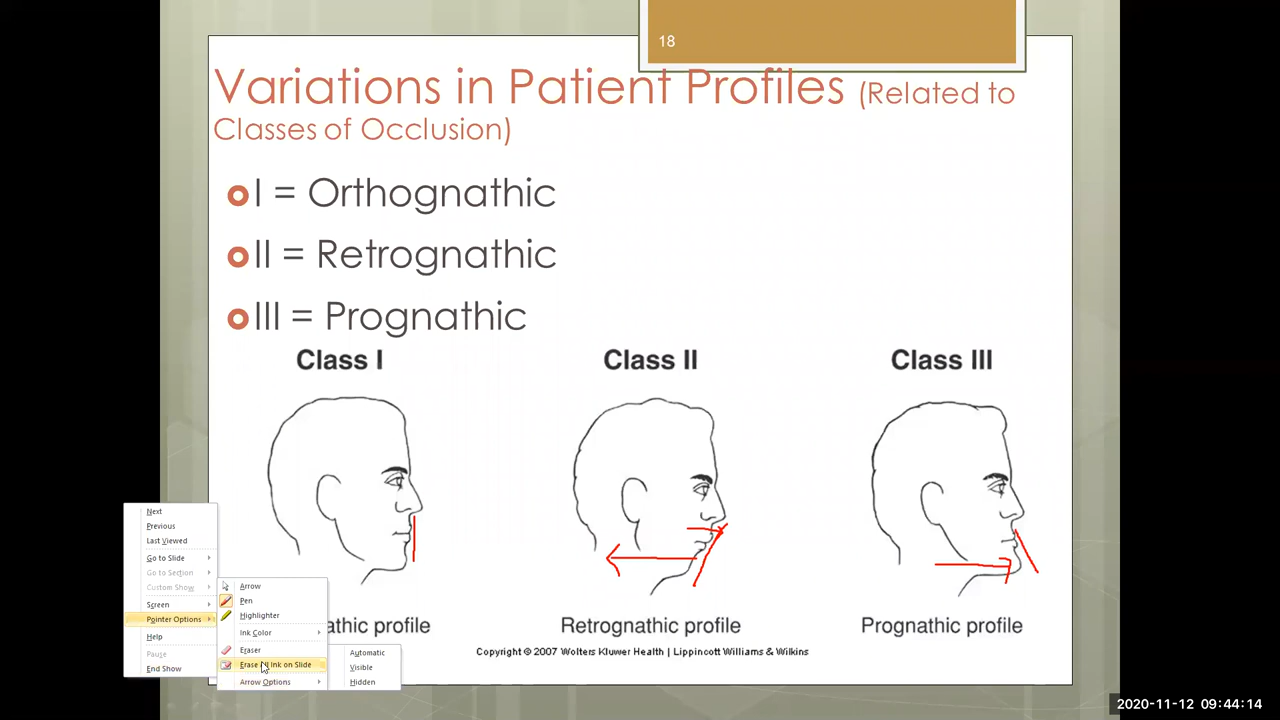 18
Variations in Patient Profiles (Related to
Classes of Occlusion)
I = Orthognathic
II = Retrognathic
III = Prognathic
Class I
Class II
Class III
athic profile
Retrognathic profile
Prognathic profile
Copyright © 2007 Wolters Kluwer Health | Lippincott Williams & Wilkins
Next
Previous
Last Viewed
Go to Slide
Go to Section
Custom Show
Screen
Pointer Options
Help
Pause
End Show
Arrow
Pen
Highlighter
Ink Color
Eraser
Erase Ink on Slide
Arrow Options
Automatic
Visible
Hidden
2020-11-12 09:44:14